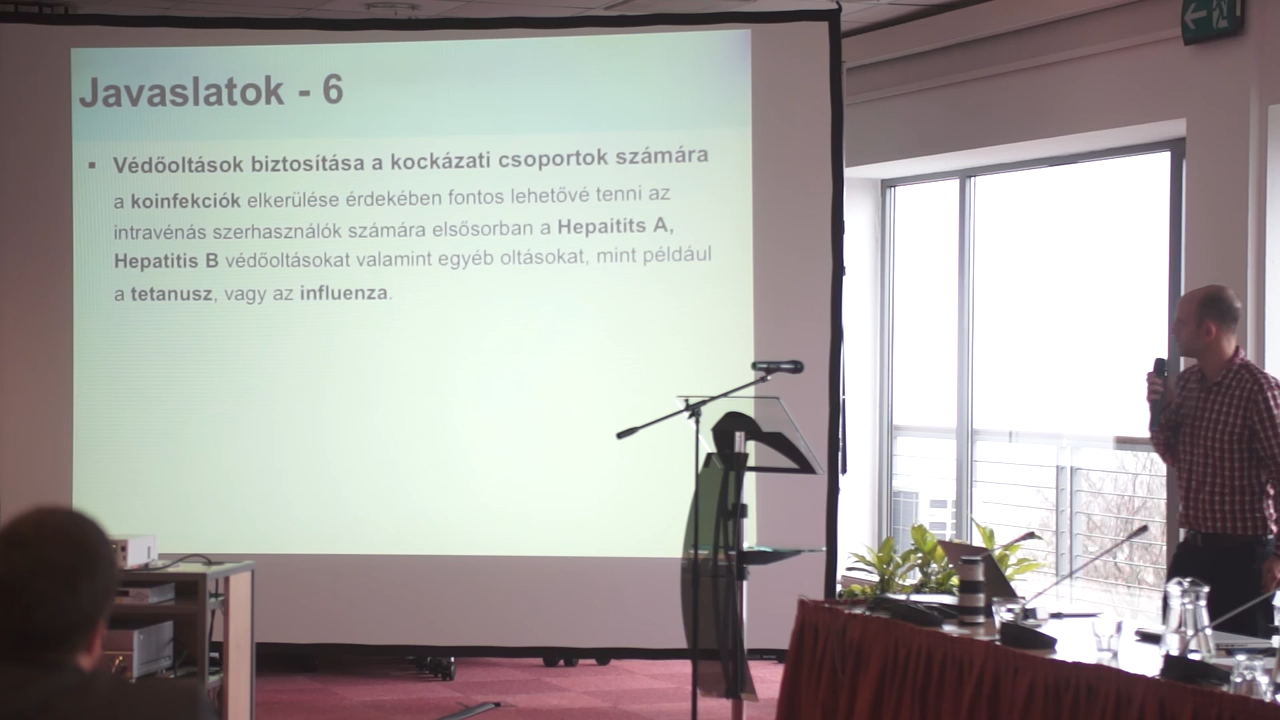 Javaslatok - 6
▪ Védőoltások biztosítása a kockázati csoportok számára
a koinfekciók elkerülése érdekében fontos lehetővé tenni az
intravénás szerhasználók számára elsősorban a Hepaitits A,
Hepatitis B védőoltásokat valamint egyéb oltásokat, mint például
a tetanusz, vagy az influenza.